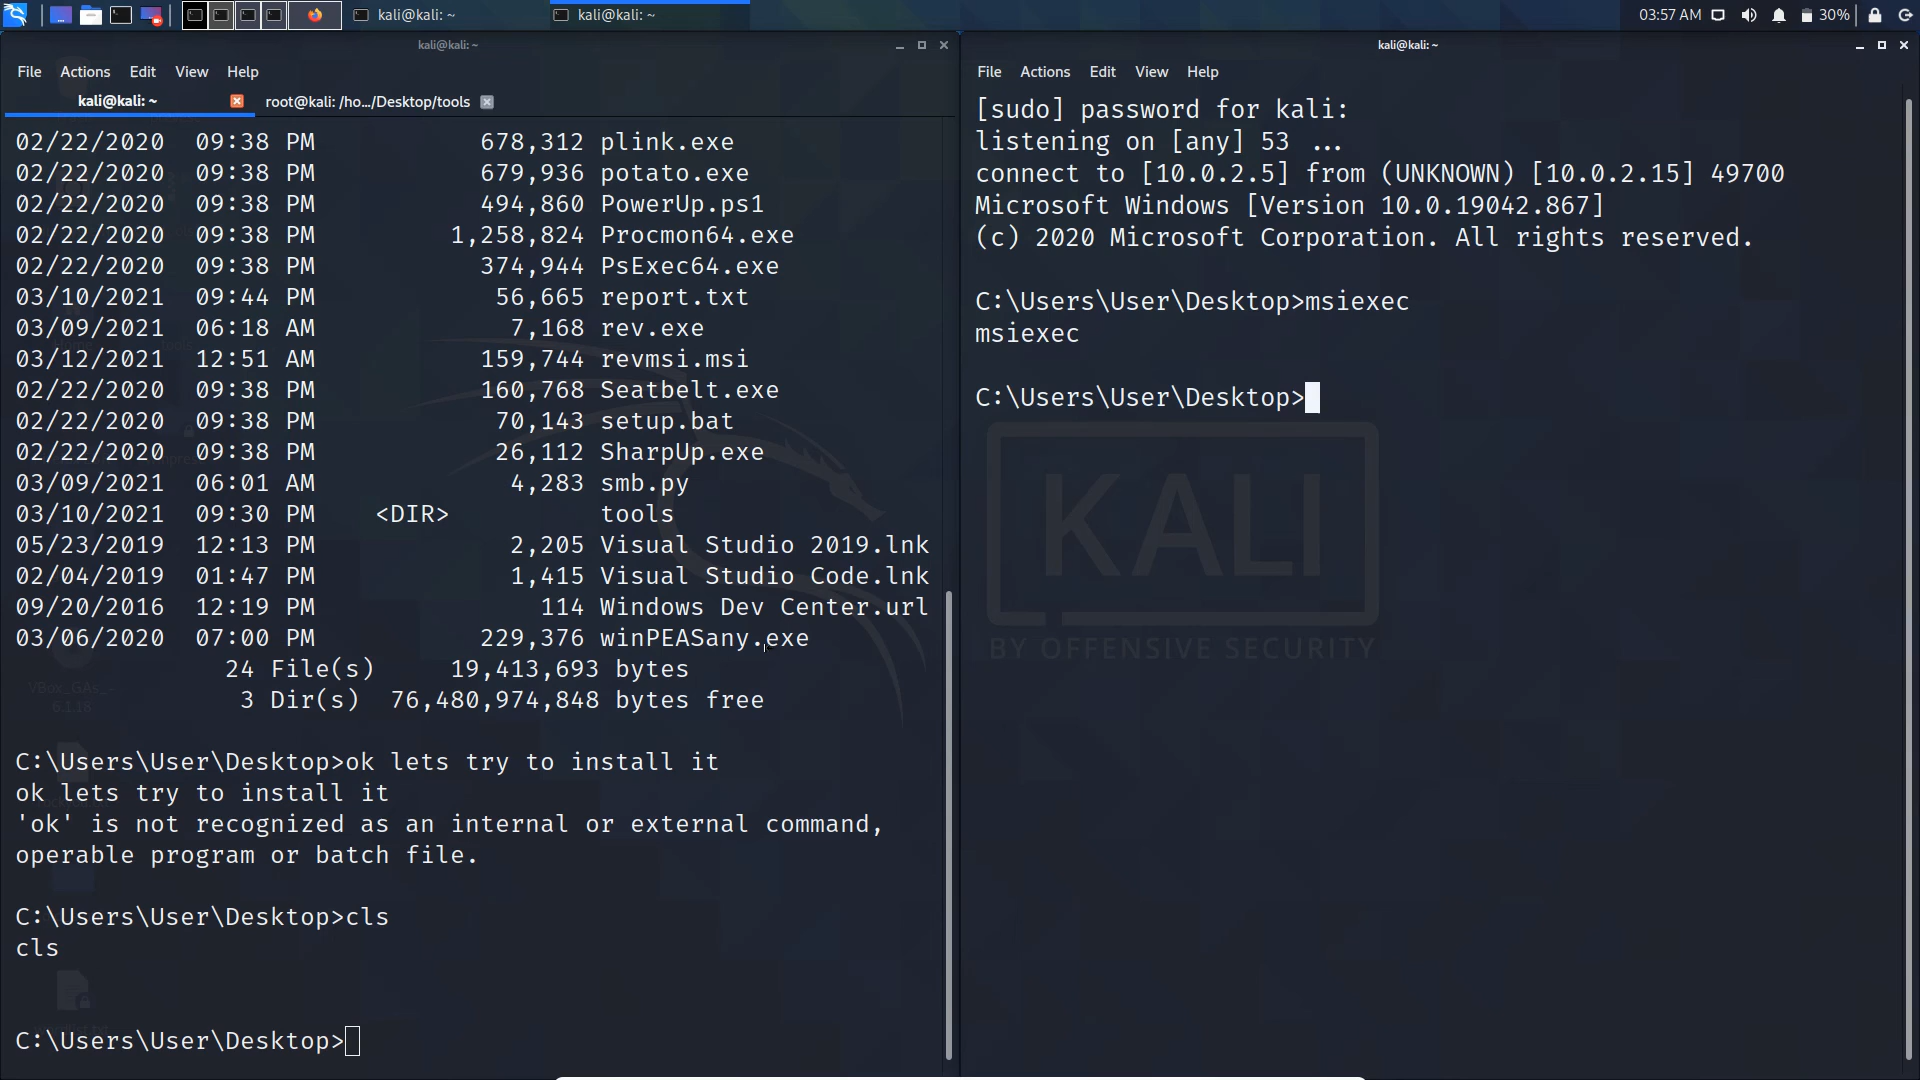 kali@kali: ~
kali@kali: ~
03:57 AM
30%
kali@kali: ~
File Actions Edit View Help
kali@kali: ~
root@kali: /ho.../Desktop/tools
02/22/2020  09:38 PM           678,312 plink.exe
02/22/2020  09:38 PM           679,936 potato.exe
02/22/2020  09:38 PM           494,860 PowerUp.ps1
02/22/2020  09:38 PM         1,258,824 Procmon64.exe
02/22/2020  09:38 PM           374,944 PsExec64.exe
03/10/2021  09:44 PM            56,665 report.txt
03/09/2021  06:18 AM             7,168 rev.exe
03/12/2021  12:51 AM           159,744 revmsi.msi
02/22/2020  09:38 PM           160,768 Seatbelt.exe
02/22/2020  09:38 PM            70,143 setup.bat
02/22/2020  09:38 PM            26,112 SharpUp.exe
03/09/2021  06:01 AM             4,283 smb.py
03/10/2021  09:30 PM    <DIR>          tools
05/23/2019  12:13 PM             2,205 Visual Studio 2019.lnk
02/04/2019  01:47 PM             1,415 Visual Studio Code.lnk
09/20/2016  12:19 PM               114 Windows Dev Center.url
03/06/2020  07:00 PM           229,376 winPEASany.exe
24 File(s)     19,413,693 bytes
3 Dir(s)  76,480,974,848 bytes free
C:\Users\User\Desktop>ok lets try to install it
ok lets try to install it
'ok' is not recognized as an internal or external command,
operable program or batch file.
C:\Users\User\Desktop>cls
cls
C:\Users\User\Desktop>
VBox_GAs_-
6.1.18
kali@kali: ~
File Actions Edit View Help
[sudo] password for kali:
listening on [any] 53 ...
connect to [10.0.2.5] from (UNKNOWN) [10.0.2.15] 49700
Microsoft Windows [Version 10.0.19042.867]
(c) 2020 Microsoft Corporation. All rights reserved.
C:\Users\User\Desktop>msiexec
msiexec
C:\Users\User\Desktop>
KALI
BY OFFENSIVE SECURITY